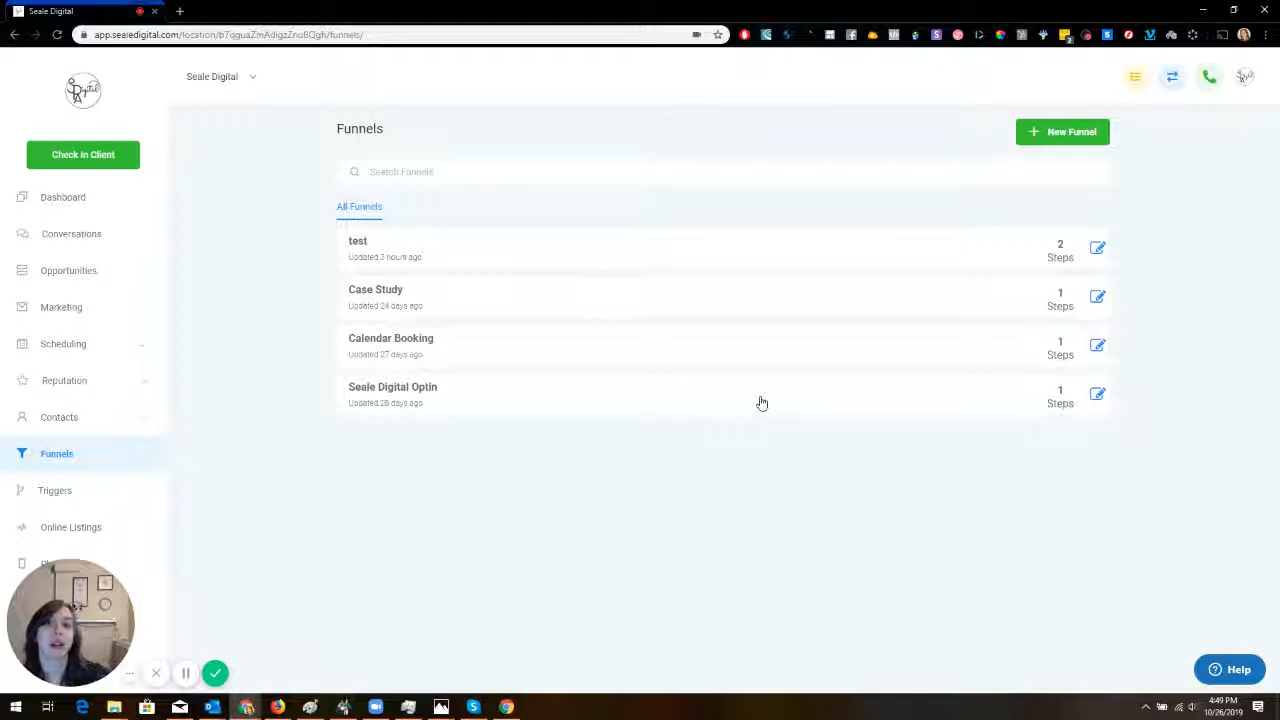 Seale Digital
app.sealedigital.com/location/b7qguaZmAdigzZnu8Cjgh/funnels/
Digital
Seale Digital
Check In Client
Dashboard
Conversations
Opportunities
Marketing
Scheduling
Reputation
Contacts
Funnels
Triggers
Online Listings
Funnels
New Funnel
Search Funnels
All Funnels
test
Updated 3 hours ago
2
Steps
Case Study
Updated 24 days ago
1
Steps
Calendar Booking
Updated 27 days ago
1
Steps
Seale Digital Optin
Updated 28 days ago
1
Steps
Help
4:49 PM
10/26/2019